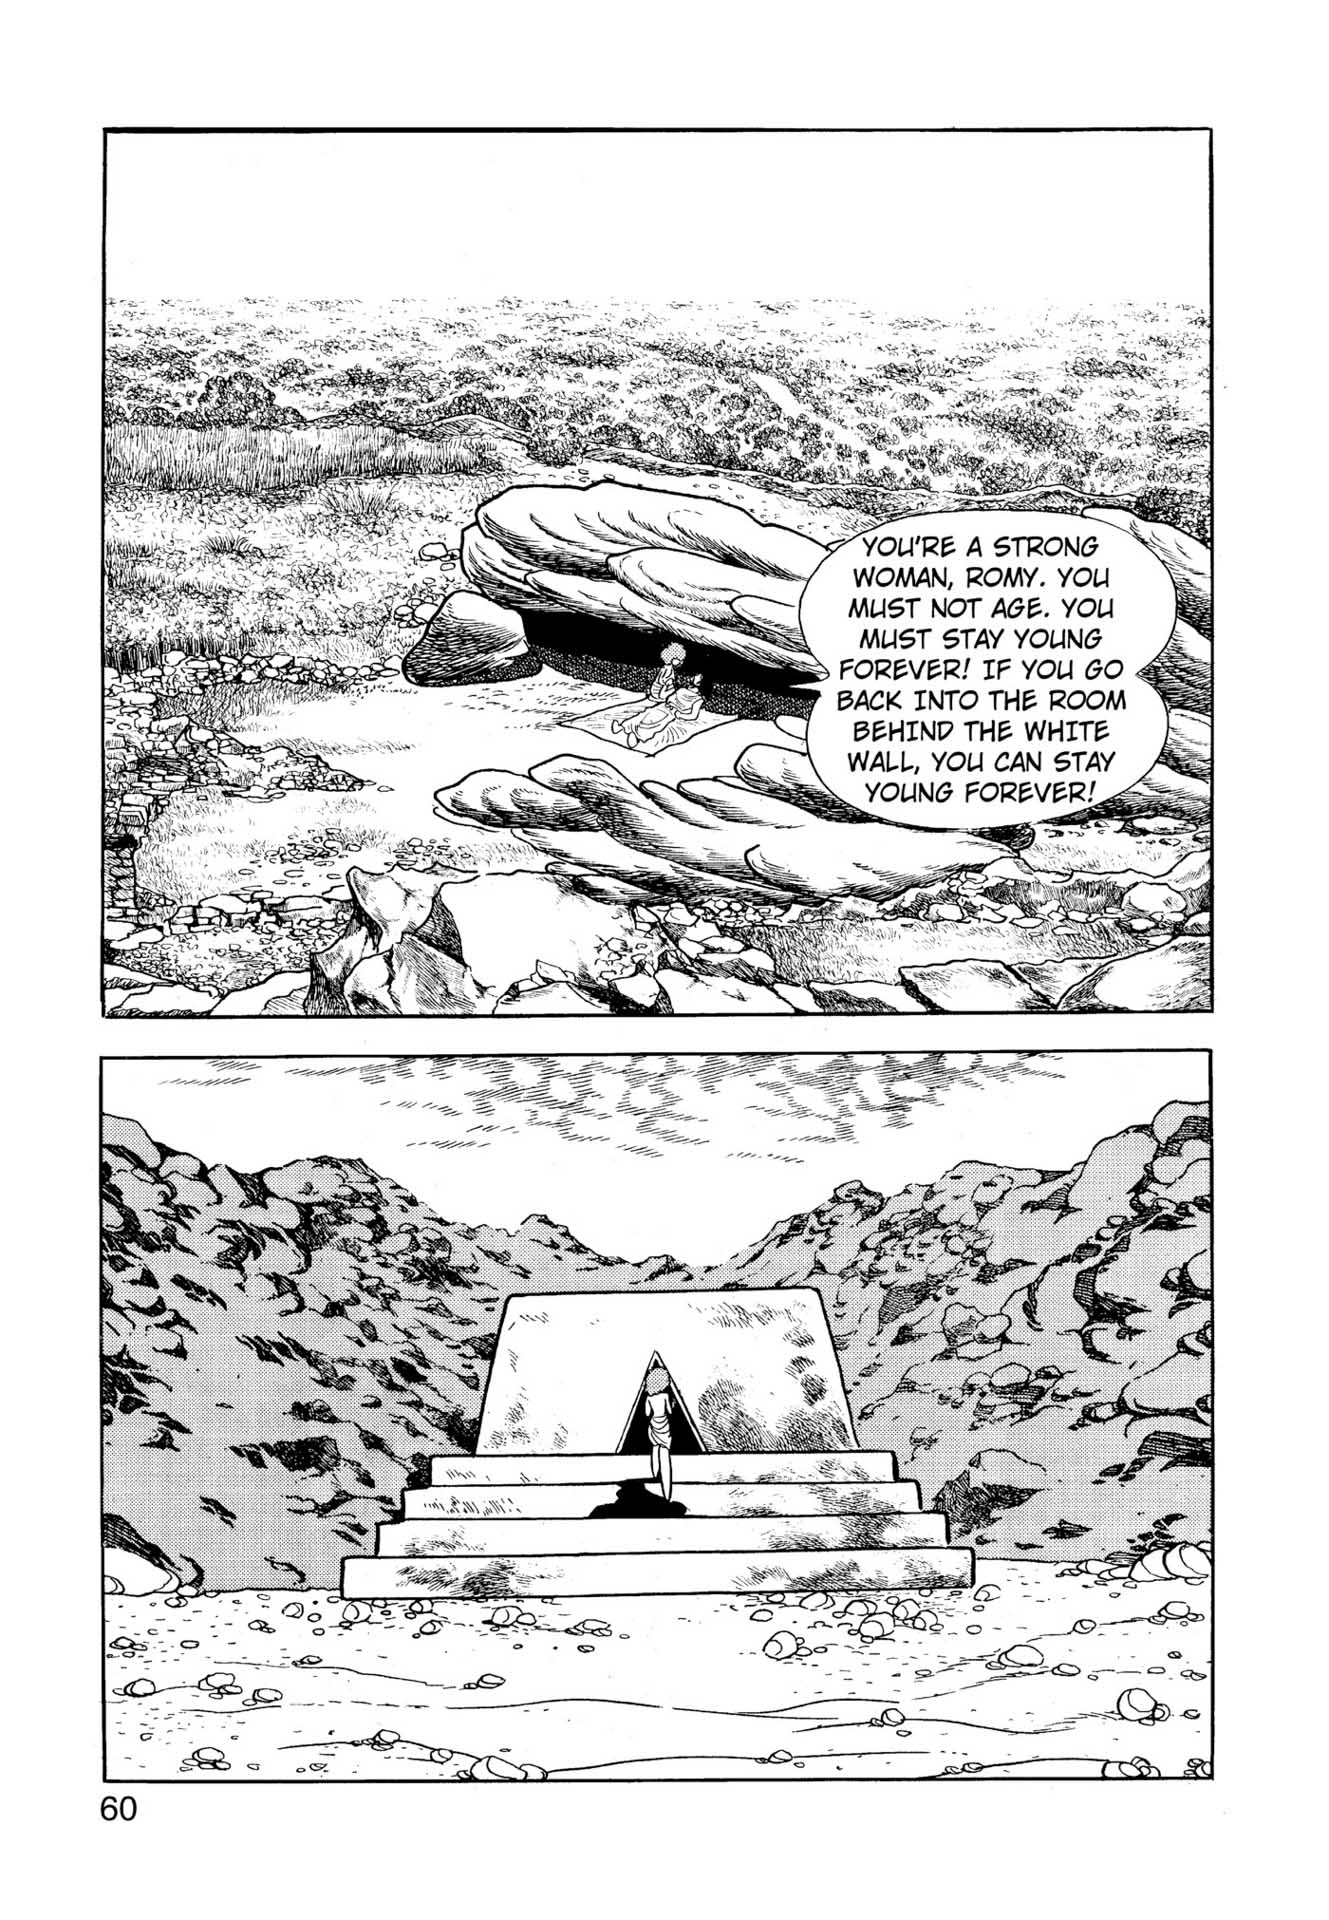 YOU'RE A STRONG
WOMAN, ROMY. YOU
MUST NOT AGE. YOU
MUST STAY YOUNG
FOREVER! IF YOU GO
BACK INTO THE ROOM
BEHIND THE WHITE
WALL, YOU CAN STAY
YOUNG FOREVER!
60